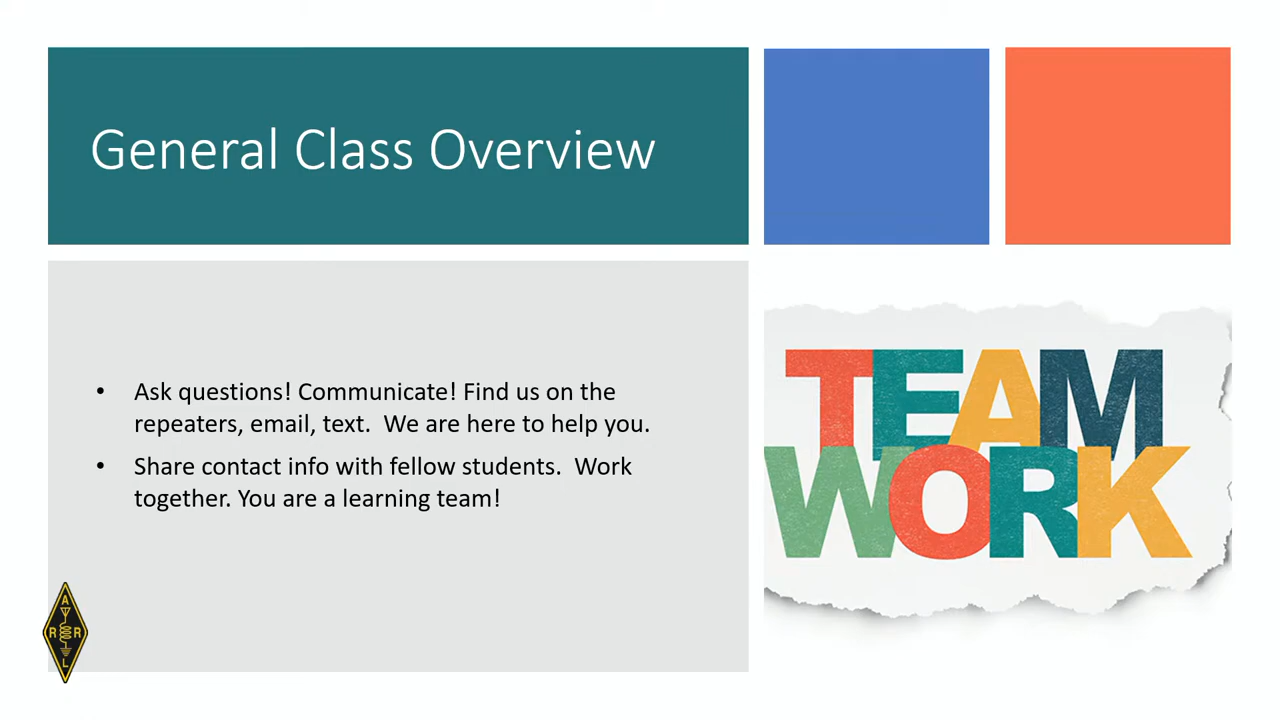 General Class Overview
• Ask questions! Communicate! Find us on the
repeaters, email, text.  We are here to help you.
• Share contact info with fellow students.  Work
together. You are a learning team!
TEAM
WORK
A
R R
L